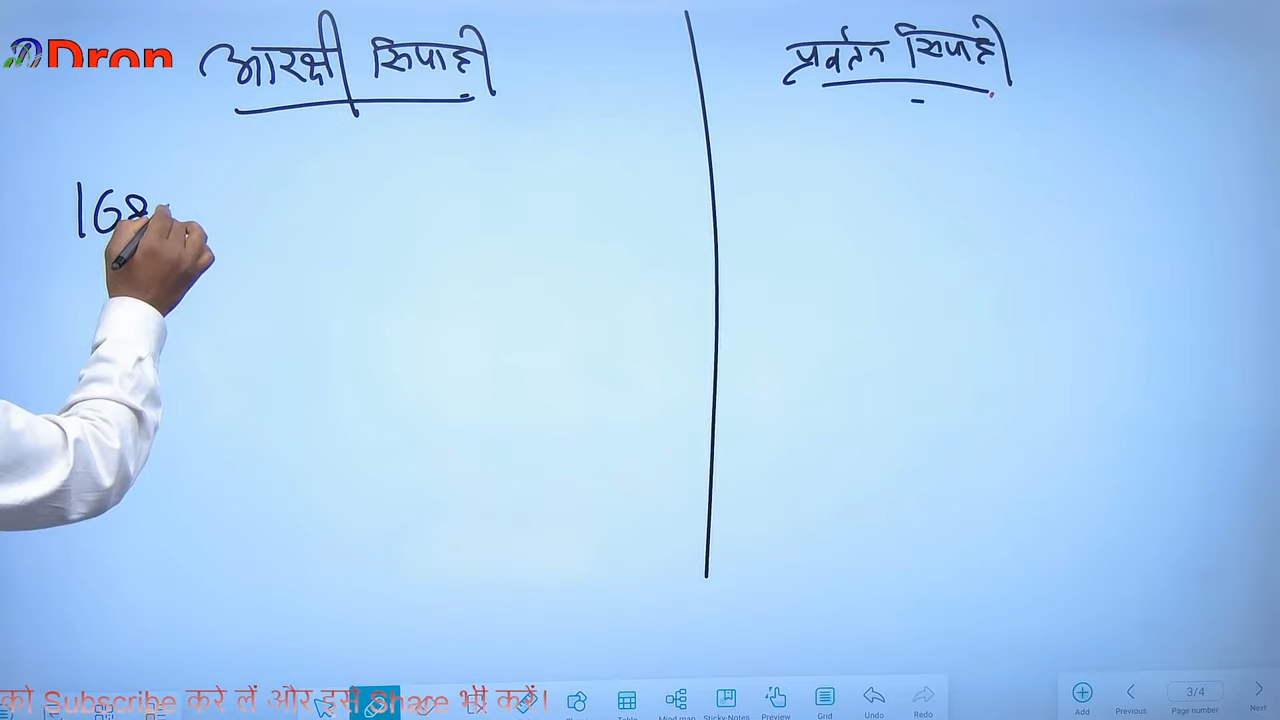 Dron
आरक्षी सिपाही
प्रवर्तन सिपाही
168
को Subscribe करे लें और इसे Share भी करें।
Table
Mind map
Sticky-Notes
Preview
Grid
Undo
Redo
Add
Previous
3/4
Page number
Next